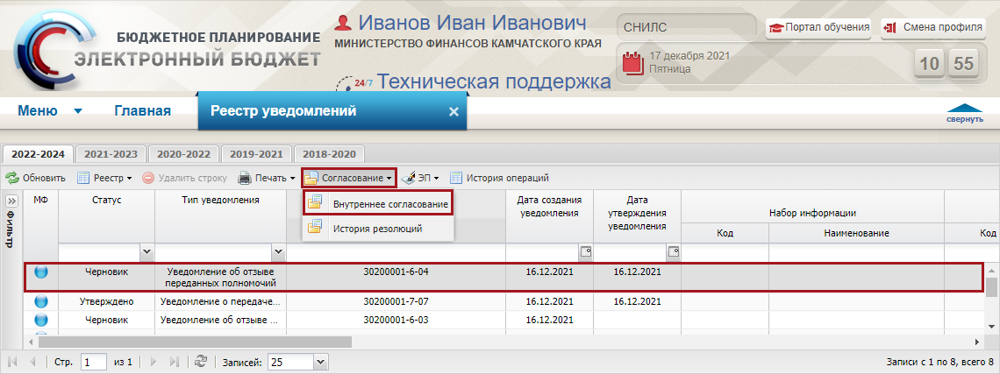 БЮДЖЕТНОЕ ПЛАНИРОВАНИЕ
ЭЛЕКТРОННЫЙ БЮДЖЕТ
Иванов Иван Иванович
МИНИСТЕРСТВО ФИНАНСОВ КАМЧАТСКОГО КРАЯ
24/7 Техническая поддержка
СНИЛС
17 декабря 2021
Пятница
Портал обучения
Смена профиля
10 55
Меню Главная Реестр уведомлений
свернуть
2022-2024 2021-2023 2020-2022 2019-2021 2018-2020
Обновить Реестр Удалить строку Печать Согласование ЭП История операций
Внутреннее согласование
История резолюций
Фильтр
МФ Статус Тип уведомления Дата создания уведомления Дата утверждения уведомления Набор информации
Код Наименование Код
Черновик Уведомление об отзыве переданных полномочий 30200001-6-04 16.12.2021 16.12.2021
Утверждено Уведомление о передаче... 30200001-7-07 16.12.2021 16.12.2021
Черновик Уведомление об отзыве ... 30200001-6-03 16.12.2021
Стр. 1 из 1 Записей: 25 Записи с 1 по 8, всего 8